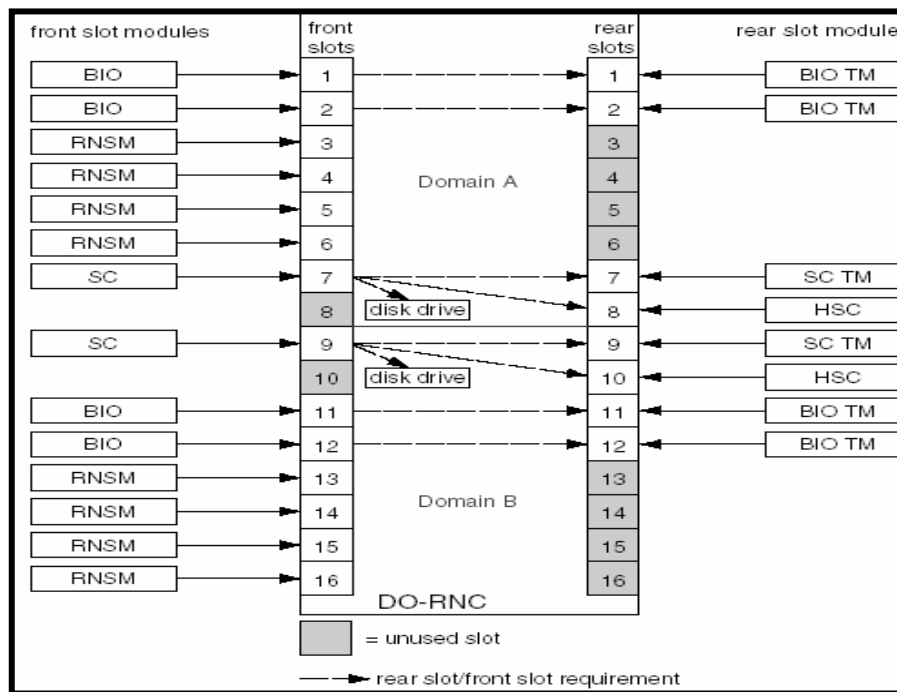 front slot modules front slots rear slots rear slot module
BIO 1 1 BIO TM
BIO 2 2 BIO TM
RNSM 3 3
RNSM 4 Domain A 4
RNSM 5 5
RNSM 6 6
SC 7 7 SC TM
8 disk drive 8 HSC
SC 9 9 SC TM
10 disk drive 10 HSC
BIO 11 11 BIO TM
BIO 12 12 BIO TM
RNSM 13 13
RNSM 14 Domain B 14
RNSM 15 15
RNSM 16 16
DO-RNC
= unused slot
rear slot/front slot requirement